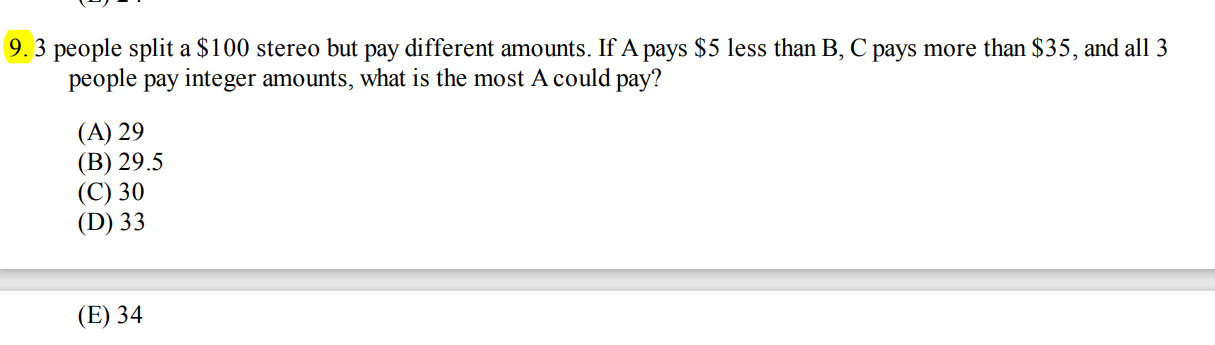 9. 3 people split a $100 stereo but pay different amounts. If A pays $5 less than B, C pays more than $35, and all 3
people pay integer amounts, what is the most A could pay?
(A) 29
(B) 29.5
(C) 30
(D) 33
(E) 34